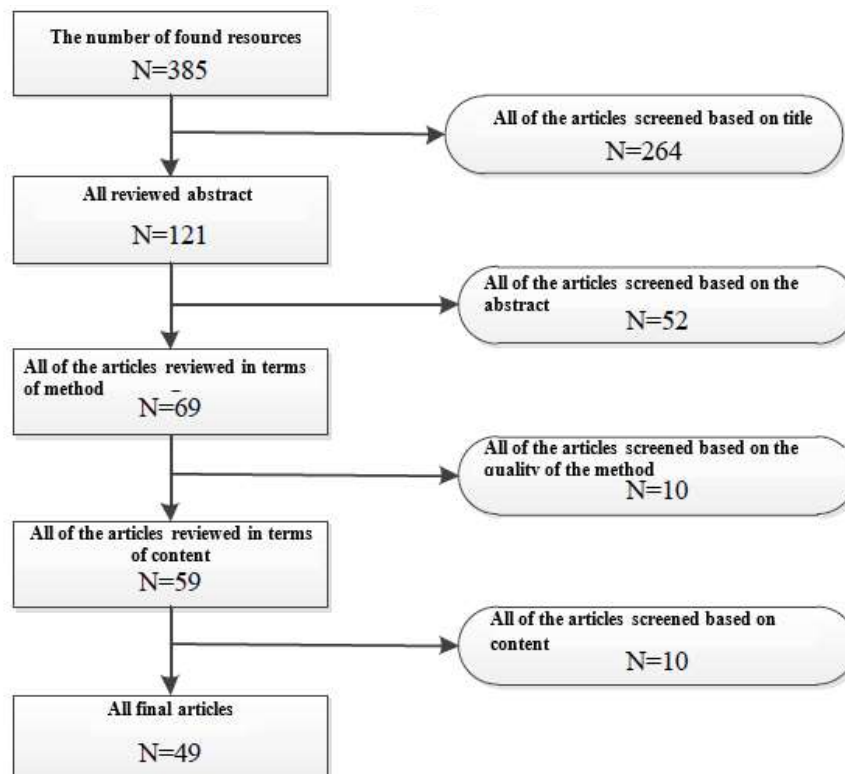 The number of found resources
N=385
All of the articles screened based on title
N=264
All reviewed abstract
N=121
All of the articles screened based on the
abstract
N=52
All of the articles reviewed in terms
of method
N=69
All of the articles screened based on the
quality of the method
N=10
All of the articles reviewed in terms
of content
N=59
All of the articles screened based on
content
N=10
All final articles
N=49